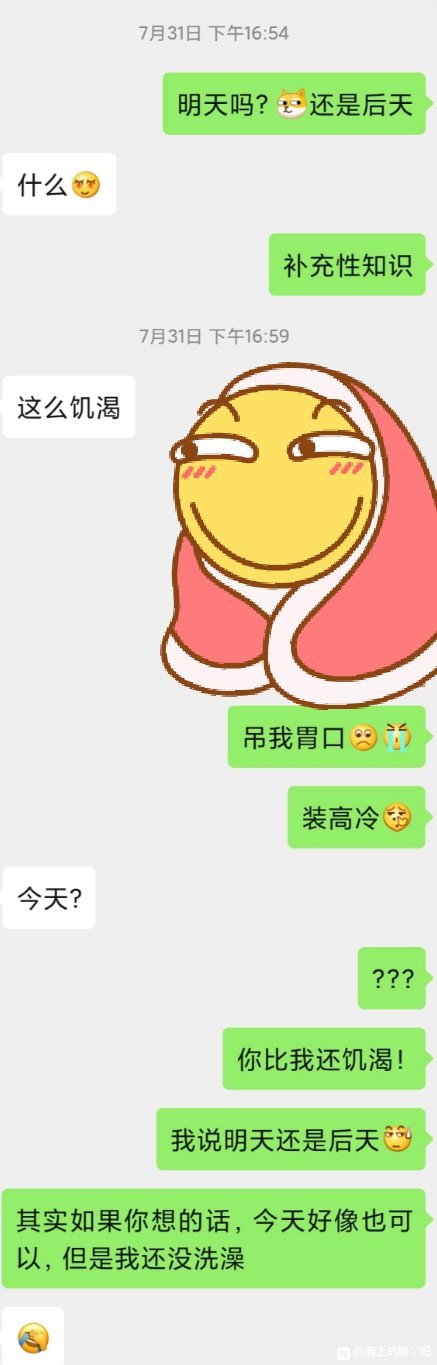 7月31日 下午16:54
明天吗?还是后天
什么
补充性知识
7月31日 下午16:59
这么饥渴
吊我胃口
装高冷
今天?
???
你比我还饥渴!
我说明天还是后天
其实如果你想的话,今天好像也可
以,但是我还没洗澡